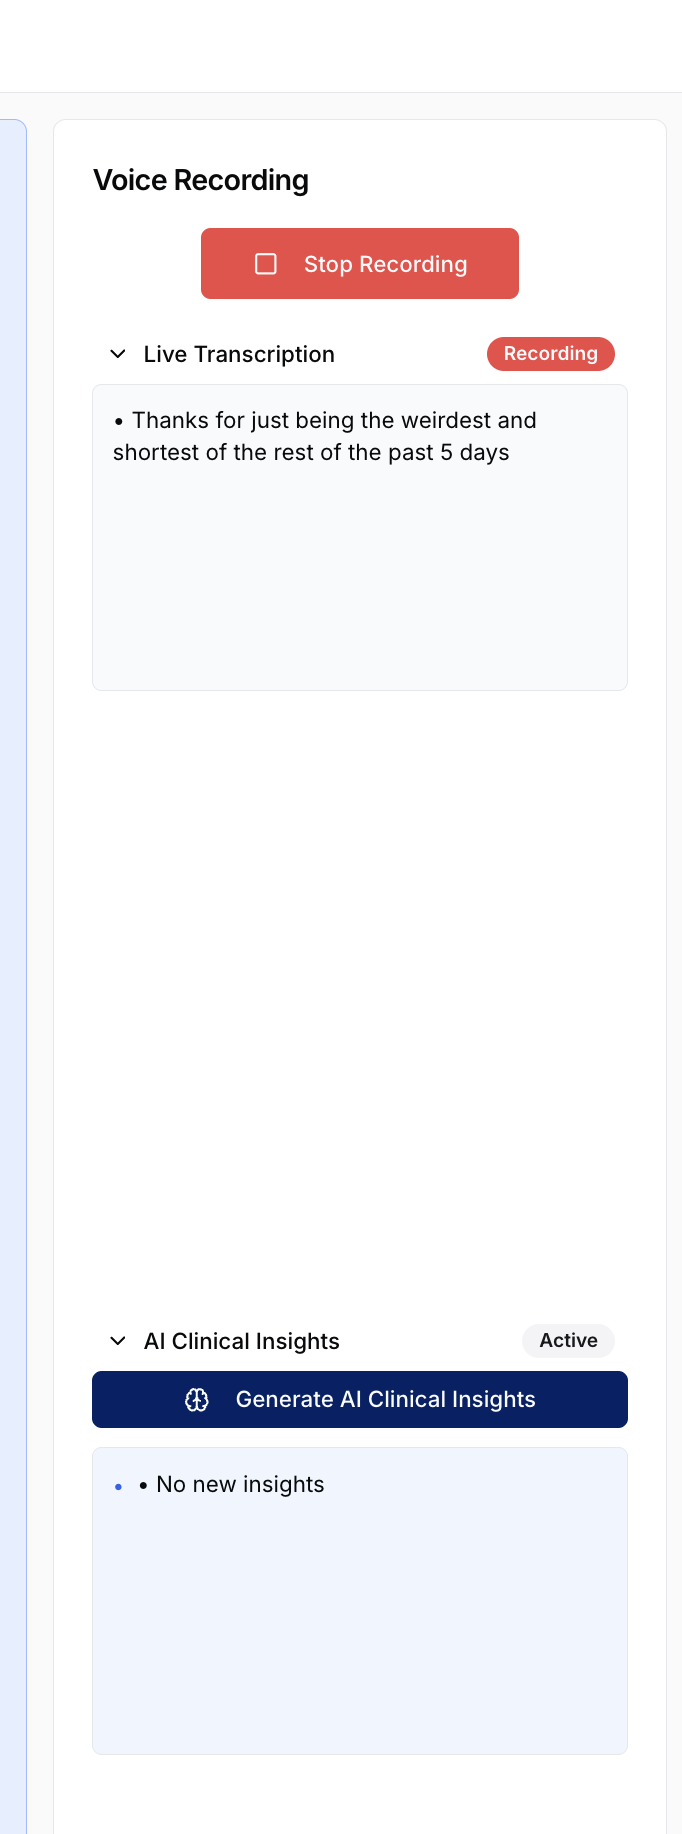 Voice Recording
Stop Recording
Live Transcription
Recording
• Thanks for just being the weirdest and
shortest of the rest of the past 5 days
AI Clinical Insights
Active
Generate AI Clinical Insights
• • No new insights